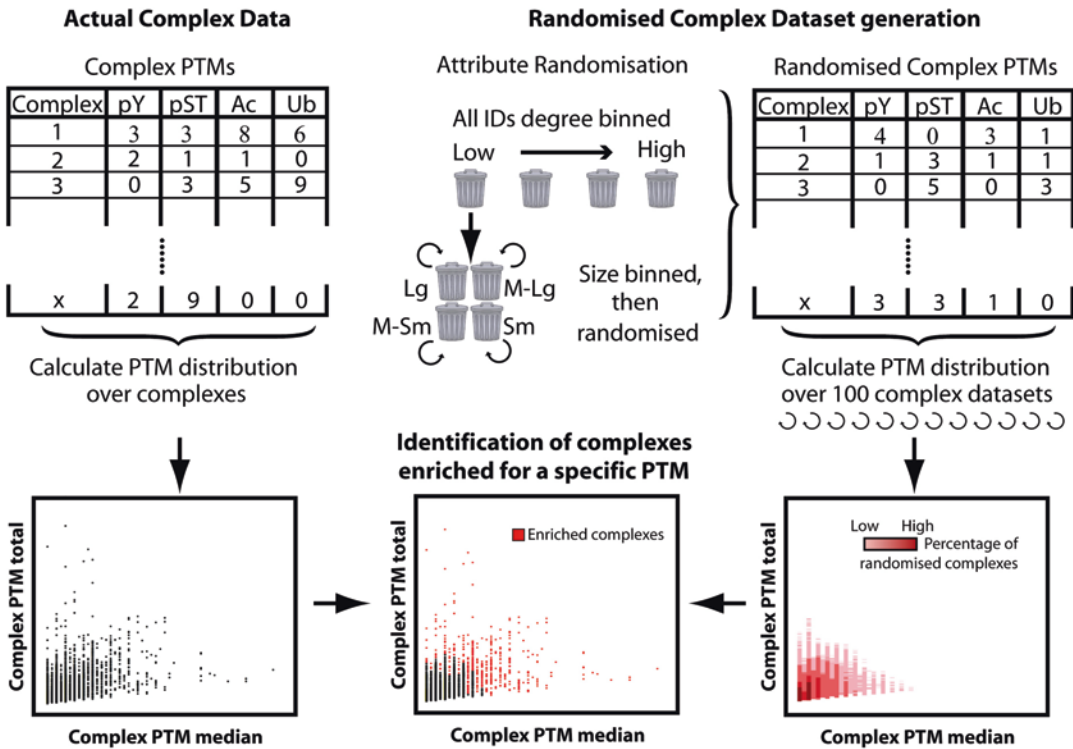 Actual Complex Data
Complex PTMs
Complex pY pST Ac Ub
1 3 3 8 6
2 2 1 1 0
3 0 3 5 9
x 2 9 0 0
Calculate PTM distribution
over complexes
Randomised Complex Dataset generation
Attribute Randomisation
All IDs degree binned
Low High
Lg M-Lg
M-Sm Sm
Size binned,
then
randomised
Randomised Complex PTMs
Complex pY pST Ac Ub
1 4 0 3 1
2 1 3 1 1
3 0 5 0 3
x 3 3 1 0
Calculate PTM distribution
over 100 complex datasets
Identification of complexes
enriched for a specific PTM
Complex PTM total
Complex PTM median
Enriched complexes
Complex PTM total
Complex PTM median
Low High
Percentage of
randomised complexes
Complex PTM total
Complex PTM median